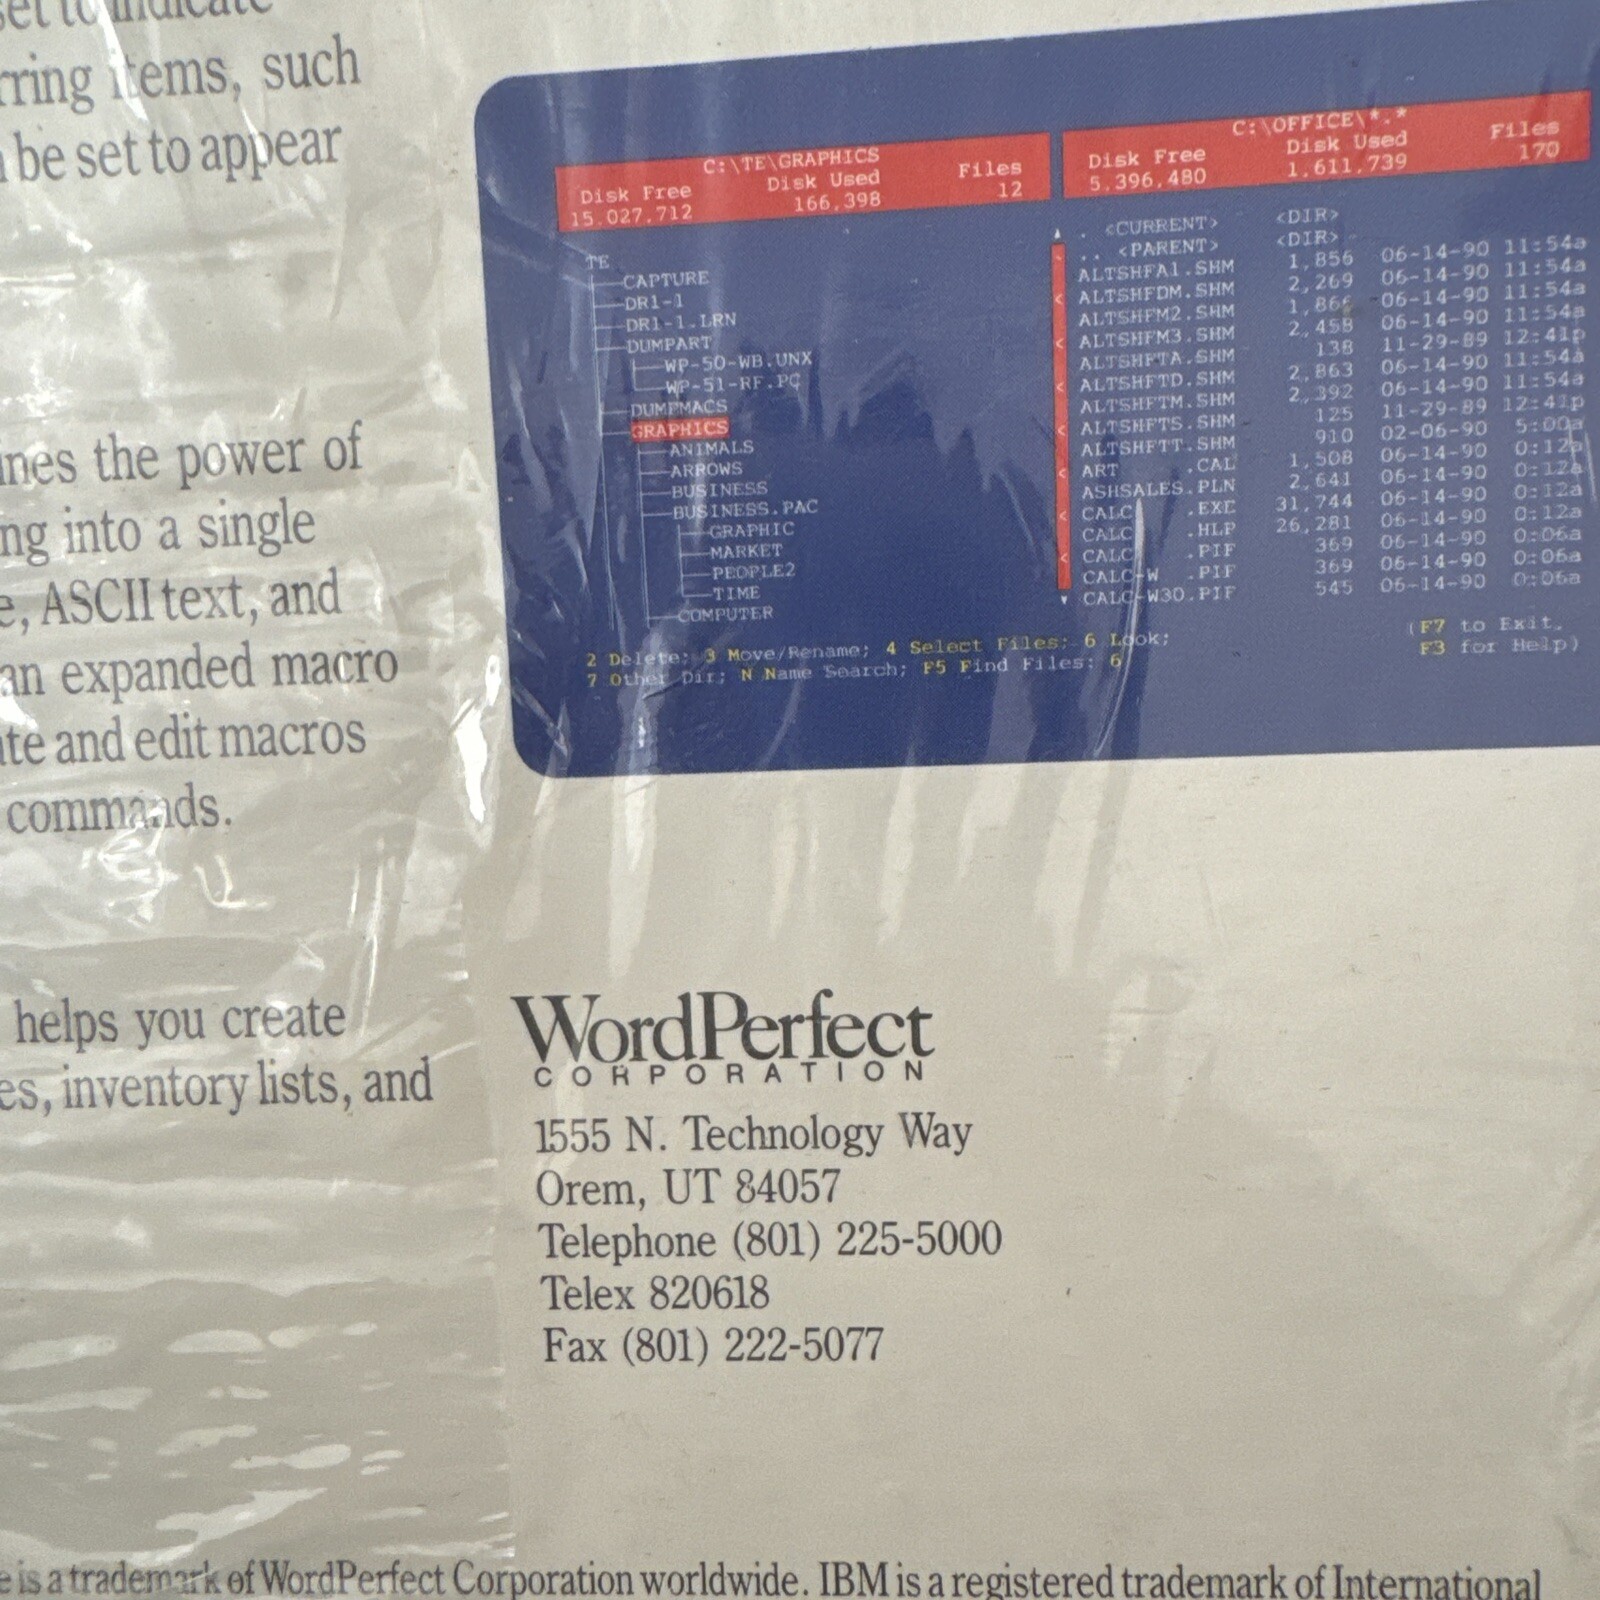 set to indicate
rring items, such
be set to appear
ines the power of
ng into a single
e, ASCII text, and
an expanded macro
te and edit macros
commands.
helps you create
es, inventory lists, and
C:\TE\GRAPHICS
Disk Free Disk Used Files
15,027,712 166,398 12
TE
CAPTURE
DR1-1
DR1-1.LRN
DUMPART
WP-50-WB.UNX
WP-51-RF.PC
DUMEMACS
GRAPHICS
ANIMALS
ARROWS
BUSINESS
BUSINESS.PAC
GRAPHIC
MARKET
PEOPLE2
TIME
COMPUTER
C:\OFFICE\*.*
Disk Free Disk Used Files
5,396,480 1,611,739 170
. <CURRENT> <DIR>
.. <PARENT> <DIR>
ALTSHFA1.SHM 1,856 06-14-90 11:54a
ALTSHFDM.SHM 2,269 06-14-90 11:54a
ALTSHFM2.SHM 1,866 06-14-90 11:54a
ALTSHFM3.SHM 2,458 06-14-90 11:54a
ALTSHFTA.SHM 138 11-29-89 12:41p
ALTSHFTD.SHM 2,863 06-14-90 11:54a
ALTSHFTM.SHM 2,392 06-14-90 11:54a
ALTSHFTS.SHM 125 11-29-89 12:41p
ALTSHFTT.SHM 910 02-06-90 5:00a
ART .CAL 1,508 06-14-90 0:12p
ASHSALES.PLN 2,641 06-14-90 0:12a
CALC .EXE 31,744 06-14-90 0:12a
CALC .HLP 26,281 06-14-90 0:12a
CALC .PIF 369 06-14-90 0:06a
CALC-W .PIF 369 06-14-90 0:06a
CALC-W30.PIF 545 06-14-90 0:06a
2 Delete; 3 Move/Rename; 4 Select Files; 6 Look; (F7 to Exit,
7 Other Dir; N Name Search; F5 Find Files: 6 F3 for Help)
WordPerfect
CORPORATION
1555 N. Technology Way
Orem, UT 84057
Telephone (801) 225-5000
Telex 820618
Fax (801) 222-5077
e is a trademark of WordPerfect Corporation worldwide. IBM is a registered trademark of International